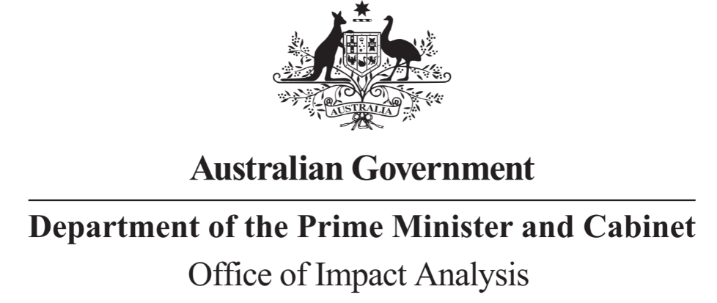 AUSTRALIA
Australian Government
Department of the Prime Minister and Cabinet
Office of Impact Analysis